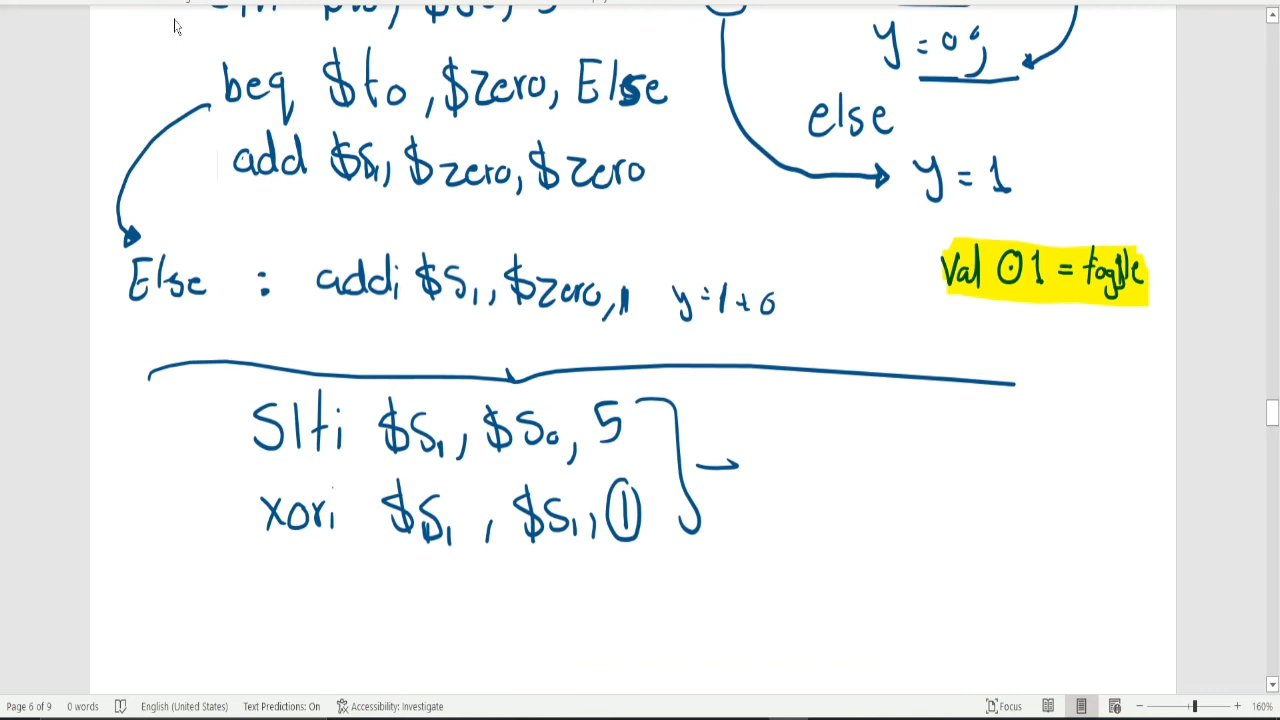 beq $t0, $zero, Else
add $s1, $zero, $zero
Else : addi $s1, $zero, 1 y=1+0
y=0;
else
y=1
Val ⊙ 1 = toggle
Slti $s1, $s0, 5
xori $s1, $s1, 1
Page 6 of 9 0 words English (United States) Text Predictions: On Accessibility: Investigate Focus 160%